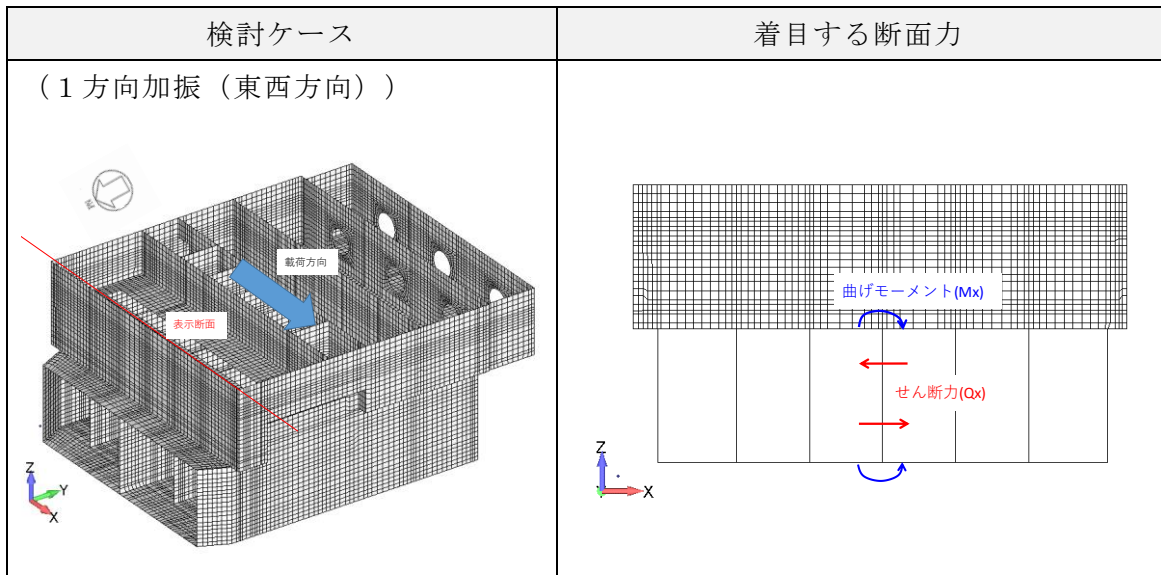 検討ケース
着目する断面力
（１方向加振（東西方向））
載荷方向
表示断面
Z
Y
X
曲げモーメント(Mx)
せん断力(Qx)
Z
X